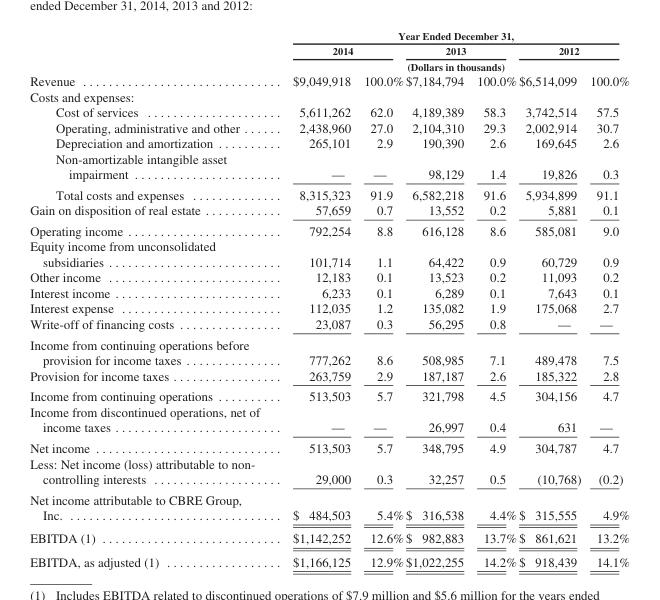 ended December 31, 2014, 2013 and 2012:
Year Ended December 31,
2014 2013 2012
(Dollars in thousands)
Revenue . . . . . . . . . . . . . . . . . . . . . . . . . . . . . . . $9,049,918 100.0% $7,184,794 100.0% $6,514,099 100.0%
Costs and expenses:
Cost of services . . . . . . . . . . . . . . . . . . . . . 5,611,262 62.0 4,189,389 58.3 3,742,514 57.5
Operating, administrative and other . . . . . . 2,438,960 27.0 2,104,310 29.3 2,002,914 30.7
Depreciation and amortization . . . . . . . . . . 265,101 2.9 190,390 2.6 169,645 2.6
Non-amortizable intangible asset
impairment . . . . . . . . . . . . . . . . . . . . . . . — — 98,129 1.4 19,826 0.3
Total costs and expenses . . . . . . . . . . . . . . 8,315,323 91.9 6,582,218 91.6 5,934,899 91.1
Gain on disposition of real estate . . . . . . . . . . . . 57,659 0.7 13,552 0.2 5,881 0.1
Operating income . . . . . . . . . . . . . . . . . . . . . . . 792,254 8.8 616,128 8.6 585,081 9.0
Equity income from unconsolidated
subsidiaries . . . . . . . . . . . . . . . . . . . . . . . . . 101,714 1.1 64,422 0.9 60,729 0.9
Other income . . . . . . . . . . . . . . . . . . . . . . . . . . 12,183 0.1 13,523 0.2 11,093 0.2
Interest income . . . . . . . . . . . . . . . . . . . . . . . . . 6,233 0.1 6,289 0.1 7,643 0.1
Interest expense . . . . . . . . . . . . . . . . . . . . . . . . 112,035 1.2 135,082 1.9 175,068 2.7
Write-off of financing costs . . . . . . . . . . . . . . . . 23,087 0.3 56,295 0.8 — —
Income from continuing operations before
provision for income taxes . . . . . . . . . . . . . . . 777,262 8.6 508,985 7.1 489,478 7.5
Provision for income taxes . . . . . . . . . . . . . . . . . 263,759 2.9 187,187 2.6 185,322 2.8
Income from continuing operations . . . . . . . . . . 513,503 5.7 321,798 4.5 304,156 4.7
Income from discontinued operations, net of
income taxes . . . . . . . . . . . . . . . . . . . . . . . . . — — 26,997 0.4 631 —
Net income . . . . . . . . . . . . . . . . . . . . . . . . . . . . 513,503 5.7 348,795 4.9 304,787 4.7
Less: Net income (loss) attributable to non-
controlling interests . . . . . . . . . . . . . . . . . . . . 29,000 0.3 32,257 0.5 (10,768) (0.2)
Net income attributable to CBRE Group,
Inc. . . . . . . . . . . . . . . . . . . . . . . . . . . . . . . . . $ 484,503 5.4% $ 316,538 4.4% $ 315,555 4.9%
EBITDA (1) . . . . . . . . . . . . . . . . . . . . . . . . . . . . $1,142,252 12.6% $ 982,883 13.7% $ 861,621 13.2%
EBITDA, as adjusted (1) . . . . . . . . . . . . . . . . . . $1,166,125 12.9% $1,022,255 14.2% $ 918,439 14.1%
(1) Includes EBITDA related to discontinued operations of $7.9 million and $5.6 million for the years ended